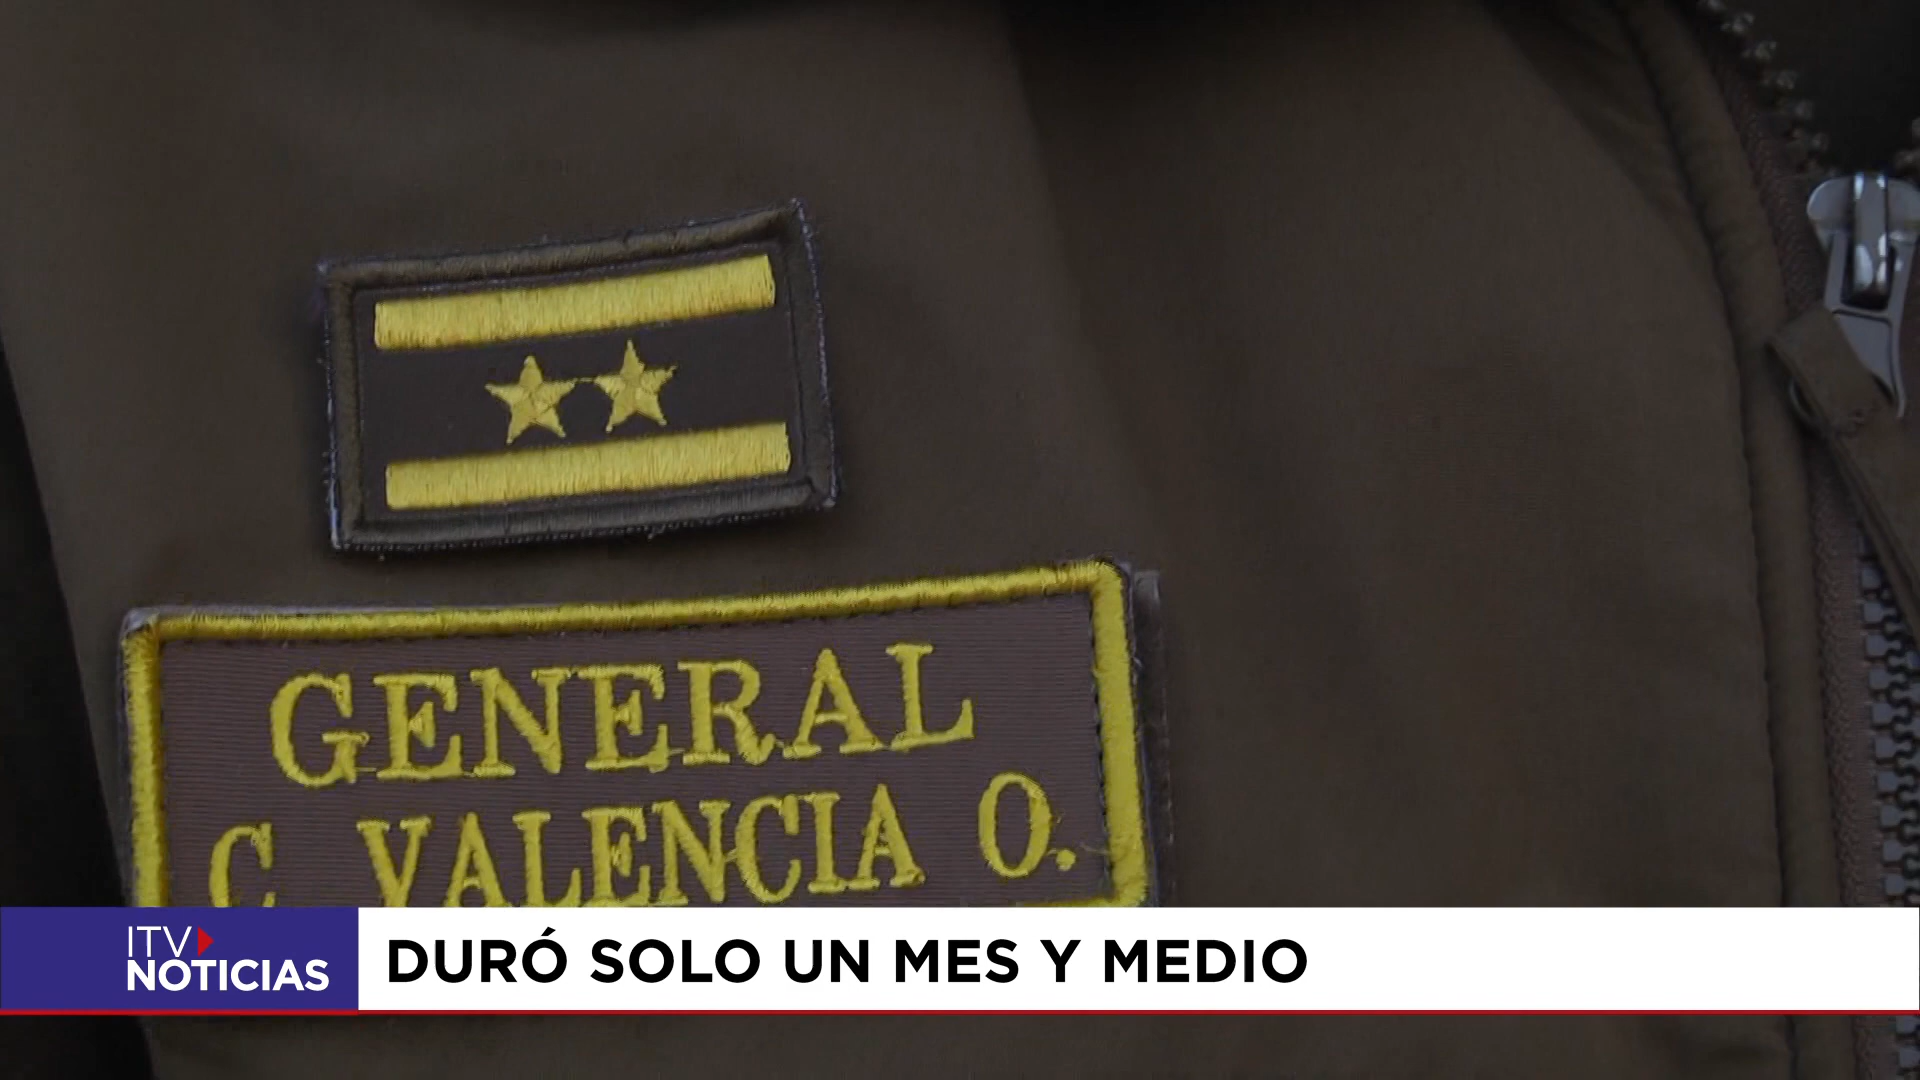 GENERAL
C. VALENCIA O.
ITV
NOTICIAS
DURÓ SOLO UN MES Y MEDIO